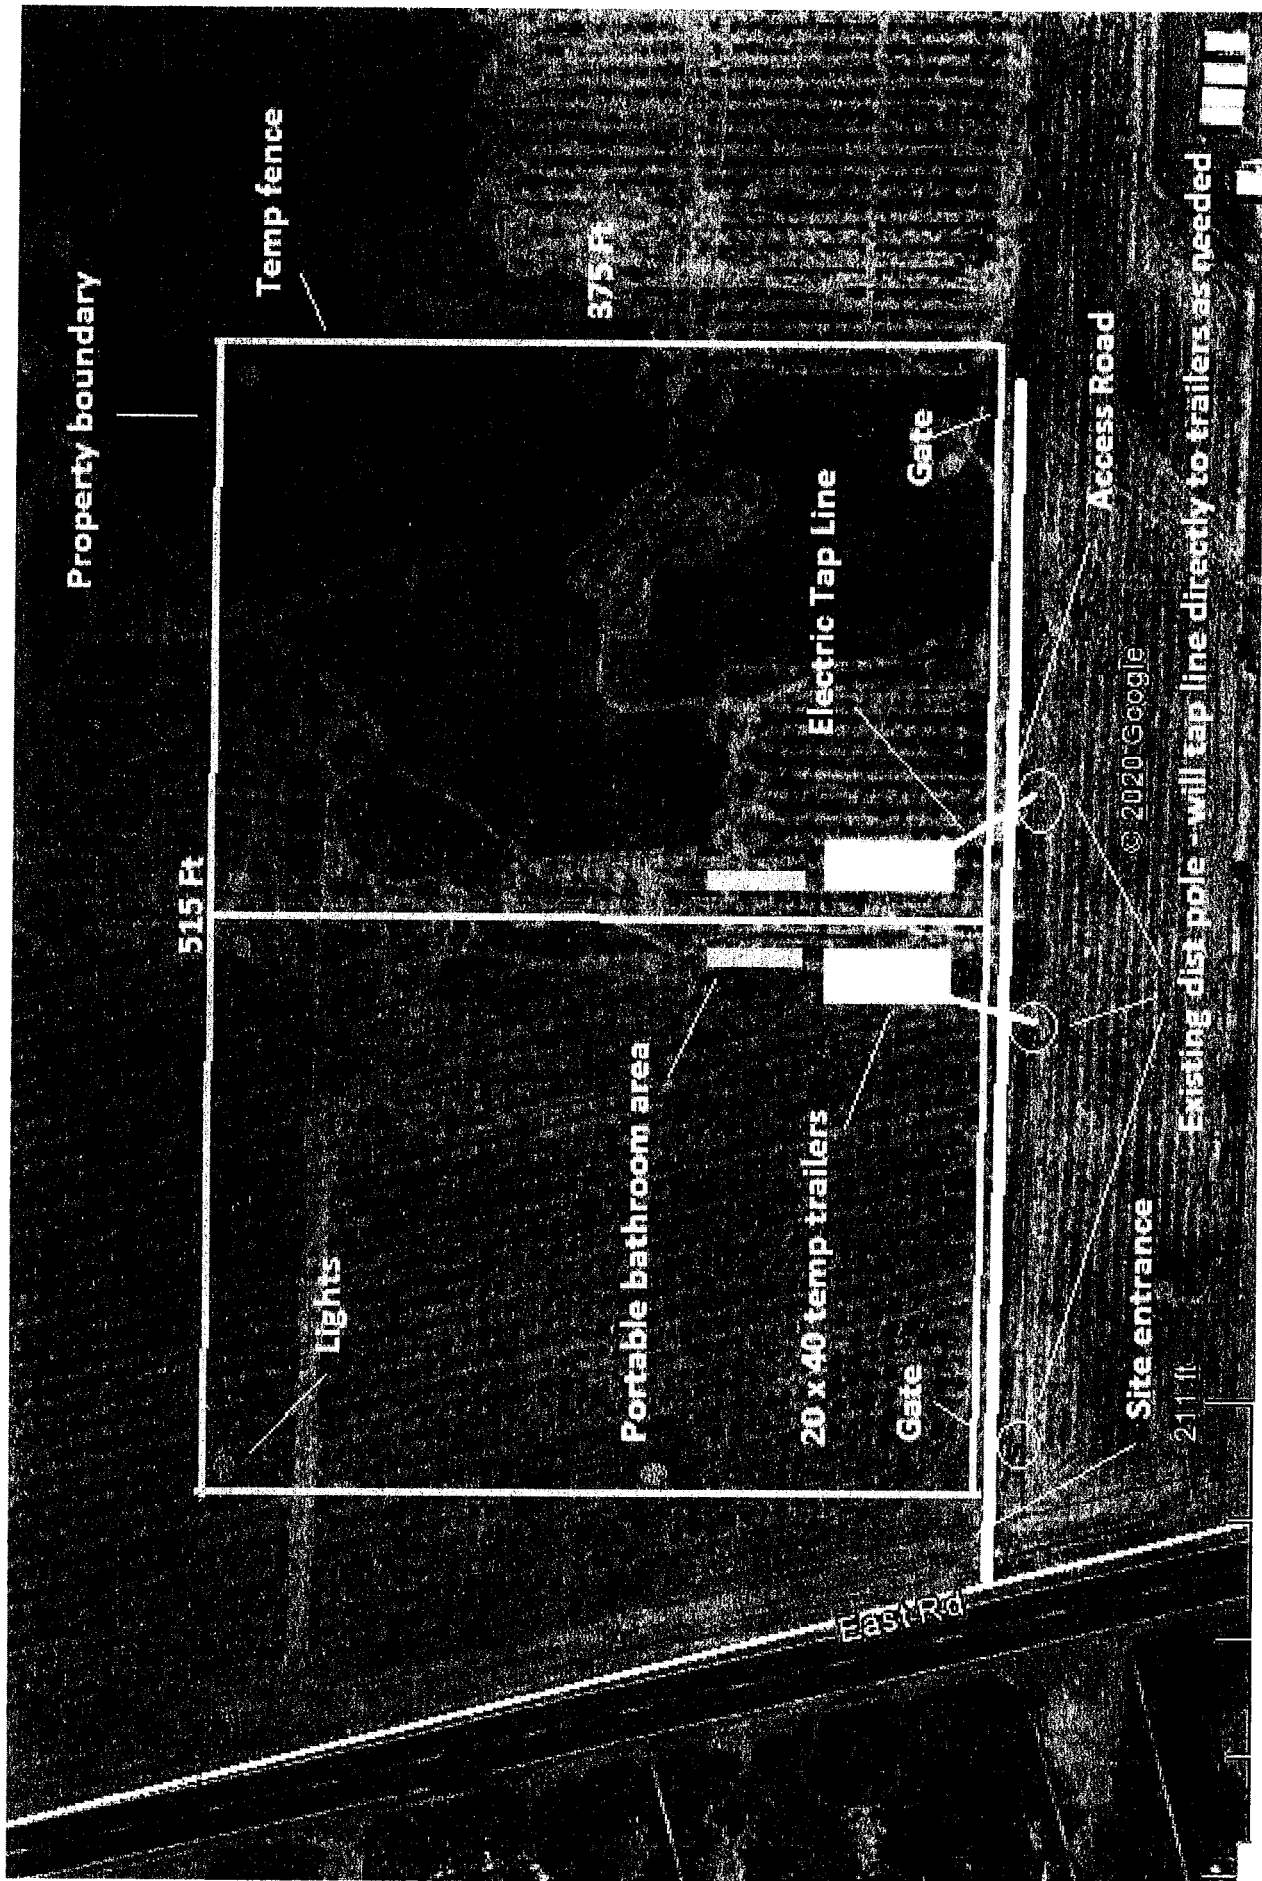 Property boundary
Temp fence
515 Ft
375 Ft
Lights
Portable bathroom area
20 x 40 temp trailers
Electric Tap Line
Gate
Gate
Access Road
East Rd
Site entrance
© 2020 Google
211 ft
Existing dist pole - will tap line directly to trailers as needed